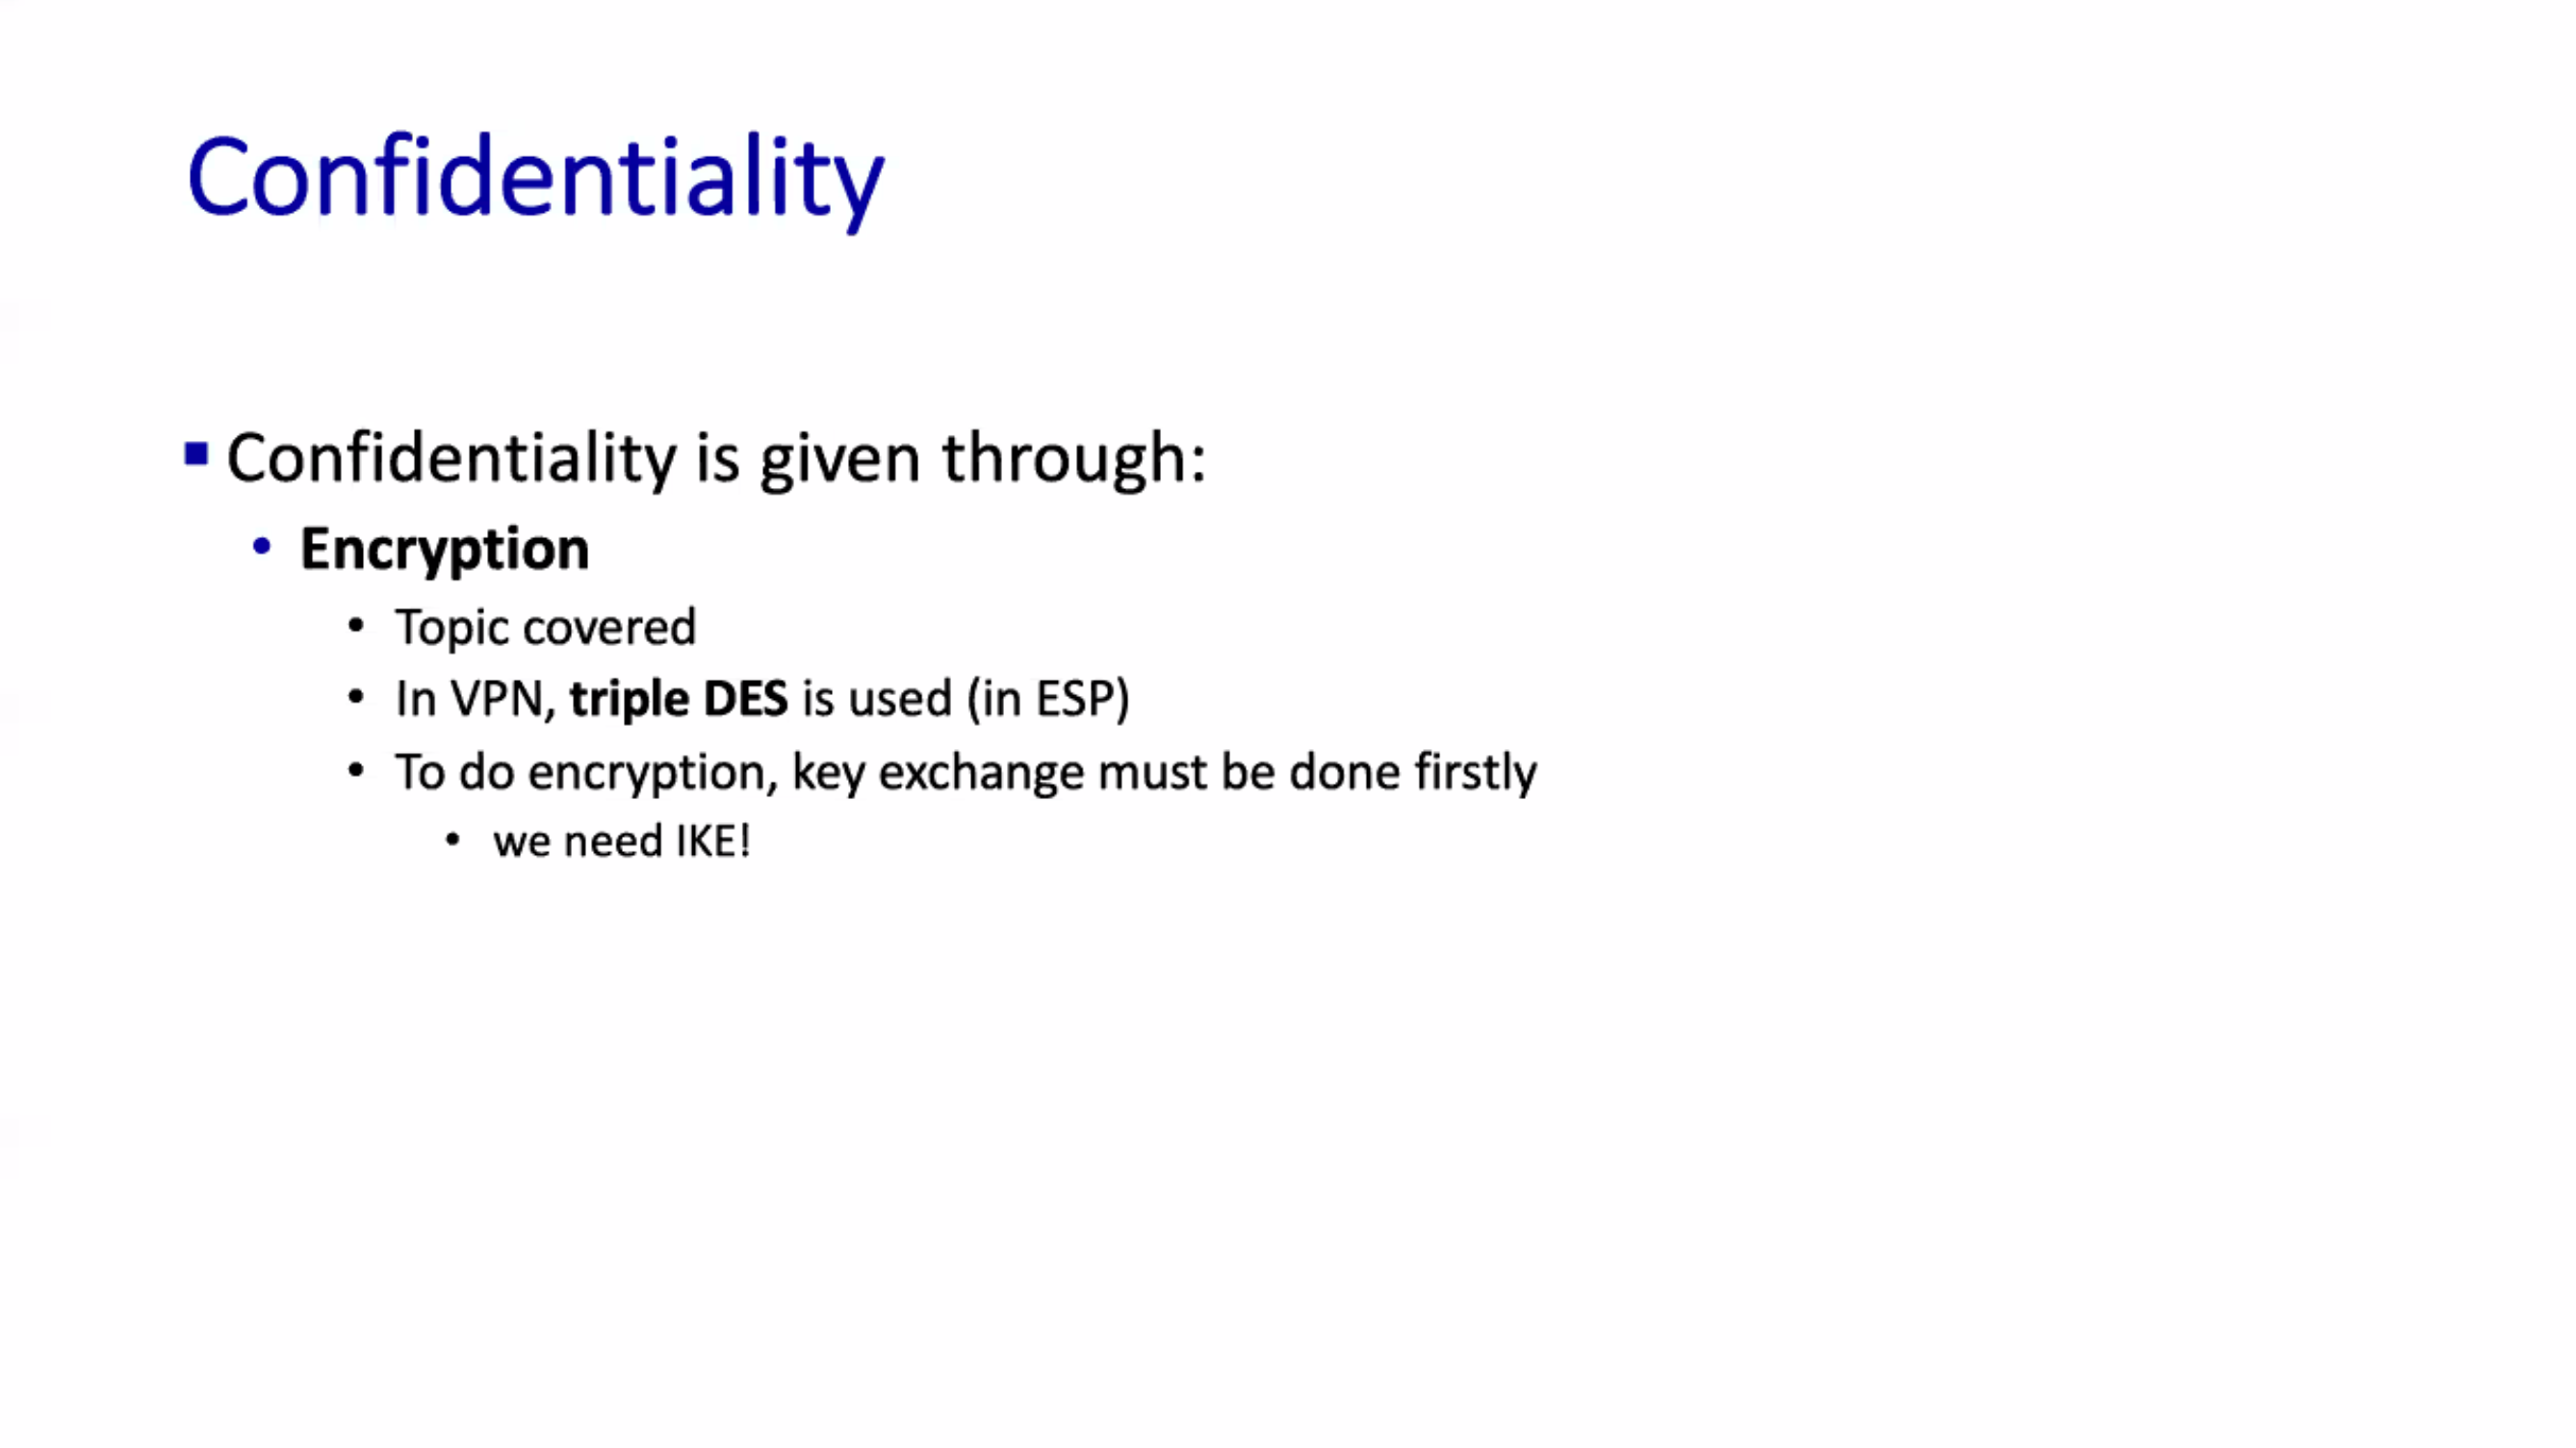 Confidentiality
Confidentiality is given through:
Encryption
Topic covered
In VPN, triple DES is used (in ESP)
To do encryption, key exchange must be done firstly
we need IKE!